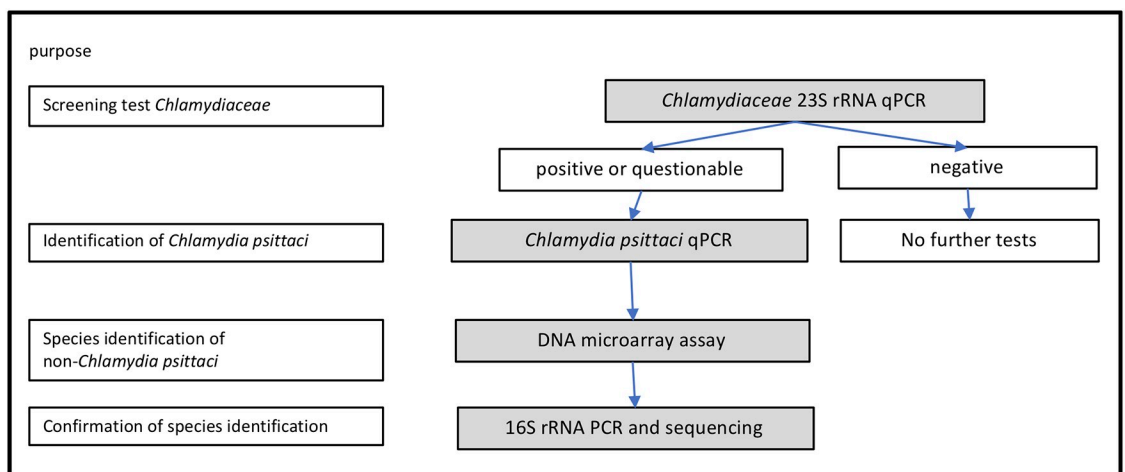 purpose
Screening test Chlamydiaceae
Chlamydiaceae 23S rRNA qPCR
positive or questionable
negative
Identification of Chlamydia psittaci
Chlamydia psittaci qPCR
No further tests
Species identification of
non-Chlamydia psittaci
DNA microarray assay
Confirmation of species identification
16S rRNA PCR and sequencing